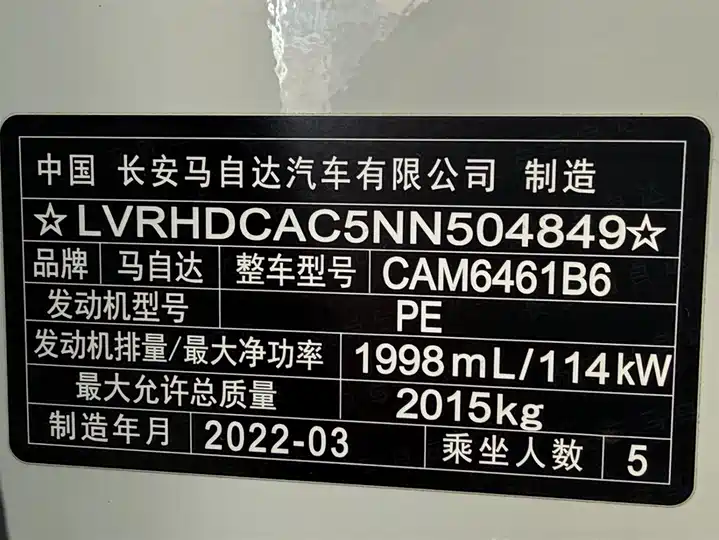 中国 长安马自达汽车有限公司 制造
☆LVRHDCAC5NN504849☆
品牌 马自达 整车型号 CAM6461B6
发动机型号 PE
发动机排量/最大净功率 1998mL/114kW
最大允许总质量 2015kg
制造年月 2022-03 乘坐人数 5